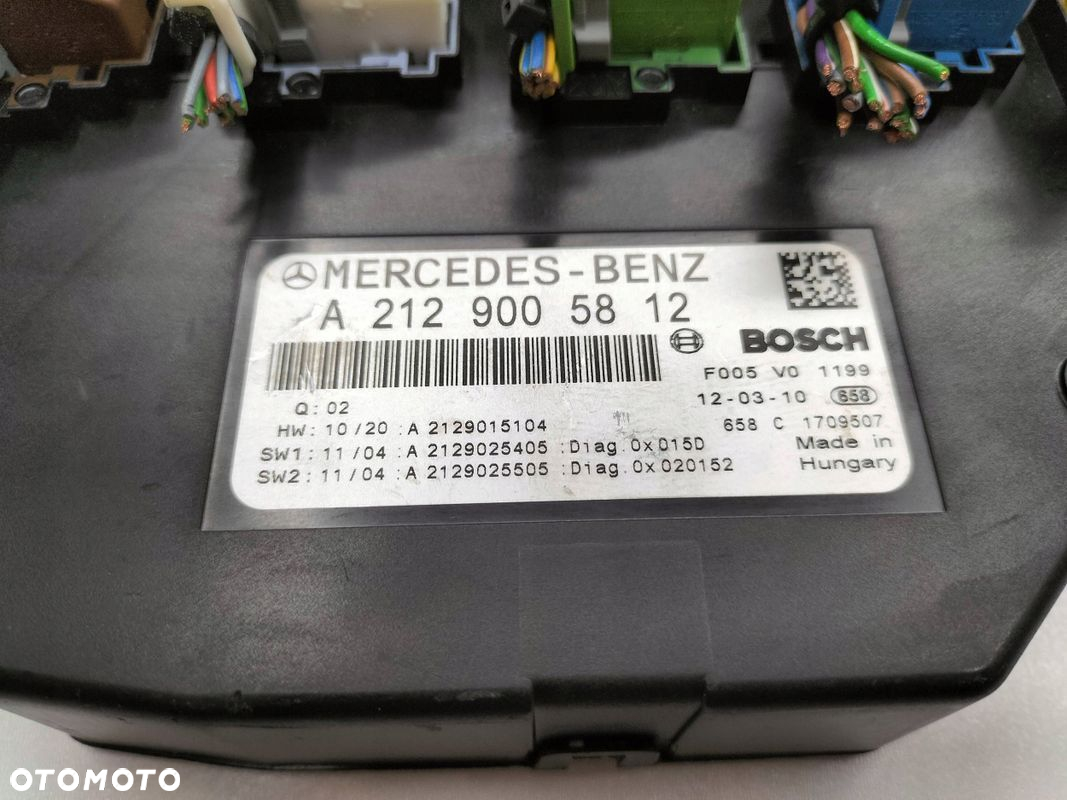 MERCEDES-BENZ
A 212 900 58 12
BOSCH
F005 V0 1199
12-03-10 658
Q: 02
HW: 10/20 :A 2129015104
658 C 1709507
SW1: 11/04 :A 2129025405 :Diag.0x015D
Made in
SW2: 11/04 :A 2129025505 :Diag.0x020152
Hungary
OTOMOTO